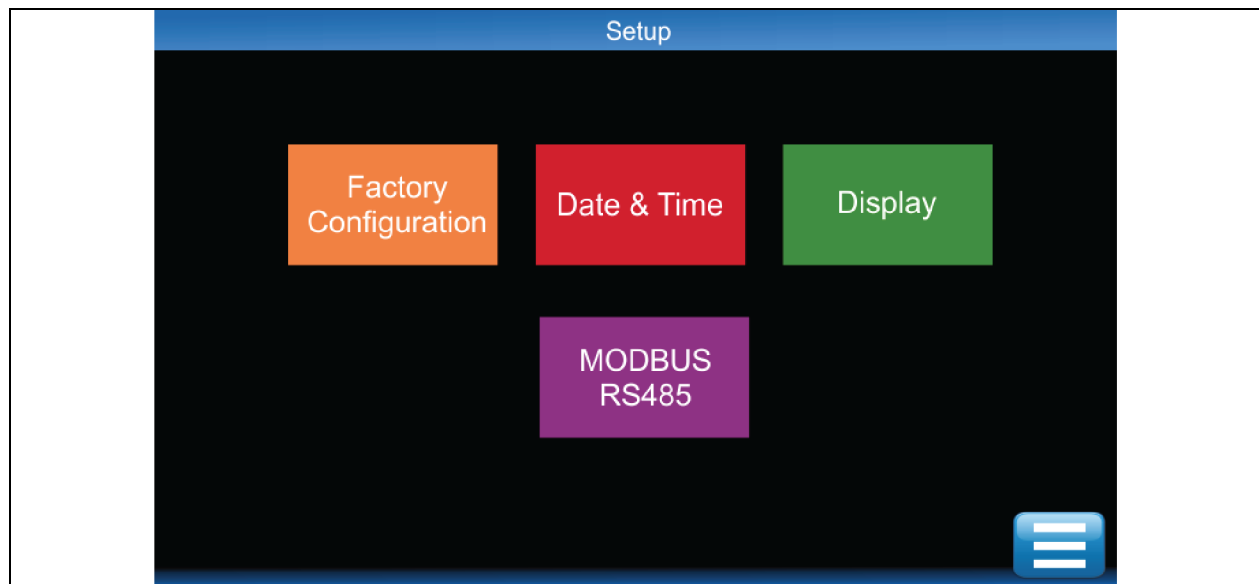 Setup
Factory
Configuration
Date & Time
Display
MODBUS
RS485